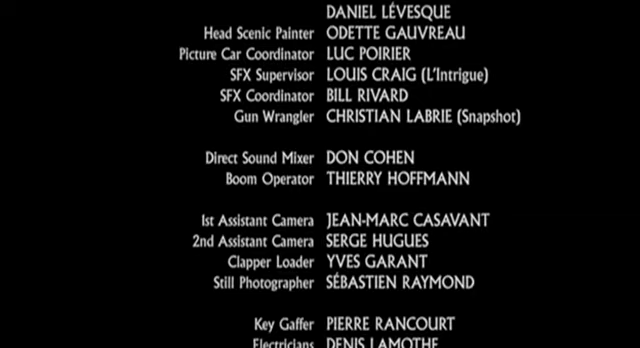 DANIEL LÉVESQUE
Head Scenic Painter ODETTE GAUVREAU
Picture Car Coordinator LUC POIRIER
SFX Supervisor LOUIS CRAIG (L'Intrigue)
SFX Coordinator BILL RIVARD
Gun Wrangler CHRISTIAN LABRIE (Snapshot)
Direct Sound Mixer DON COHEN
Boom Operator THIERRY HOFFMANN
1st Assistant Camera JEAN-MARC CASAVANT
2nd Assistant Camera SERGE HUGUES
Clapper Loader YVES GARANT
Still Photographer SÉBASTIEN RAYMOND
Key Gaffer PIERRE RANCOURT
Electricians DENIS LAMOTHE